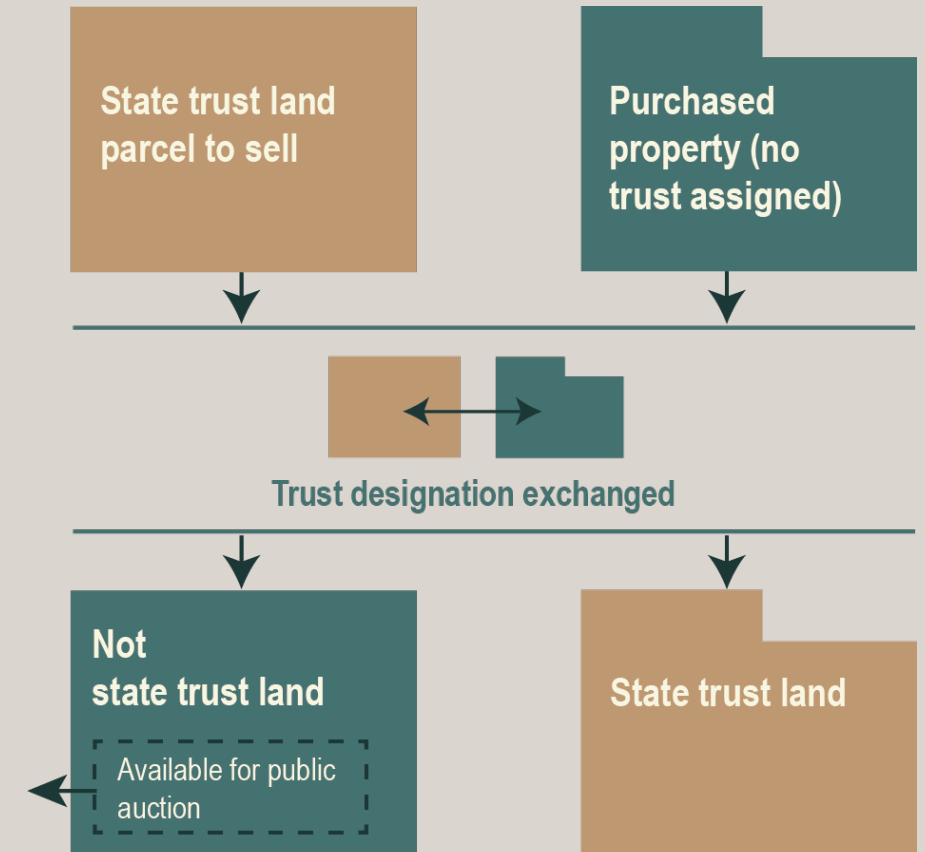 State trust land
parcel to sell
Purchased
property (no
trust assigned)
Trust designation exchanged
Not
state trust land
Available for public
auction
State trust land